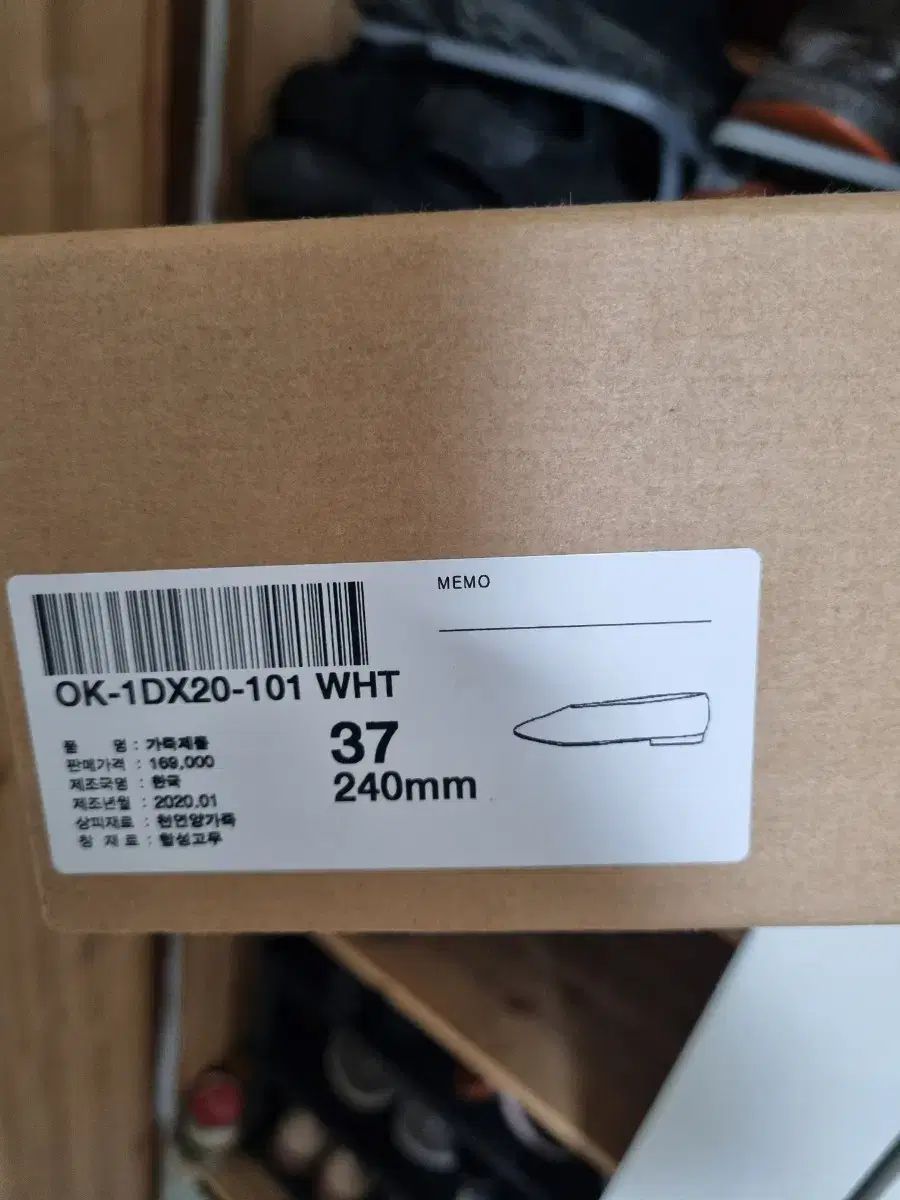 MEMO
OK-1DX20-101 WHT
37
240mm
품 명 : 가죽제품
판매가격 : 169,000
제조국명 : 한국
제조년월 : 2020.01
상피재료 : 천연양가죽
창 재 료 : 합성고무